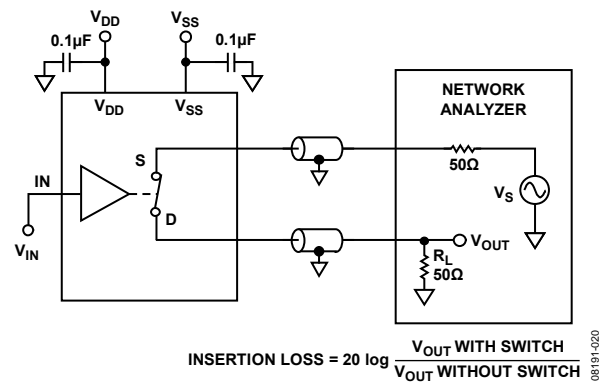 VDD
VSS
0.1µF
0.1µF
VDD
VSS
NETWORK
ANALYZER
S
50Ω
IN
VS
D
VOUT
VIN
RL
50Ω
INSERTION LOSS = 20 log VOUT WITH SWITCH
VOUT WITHOUT SWITCH
08191-020